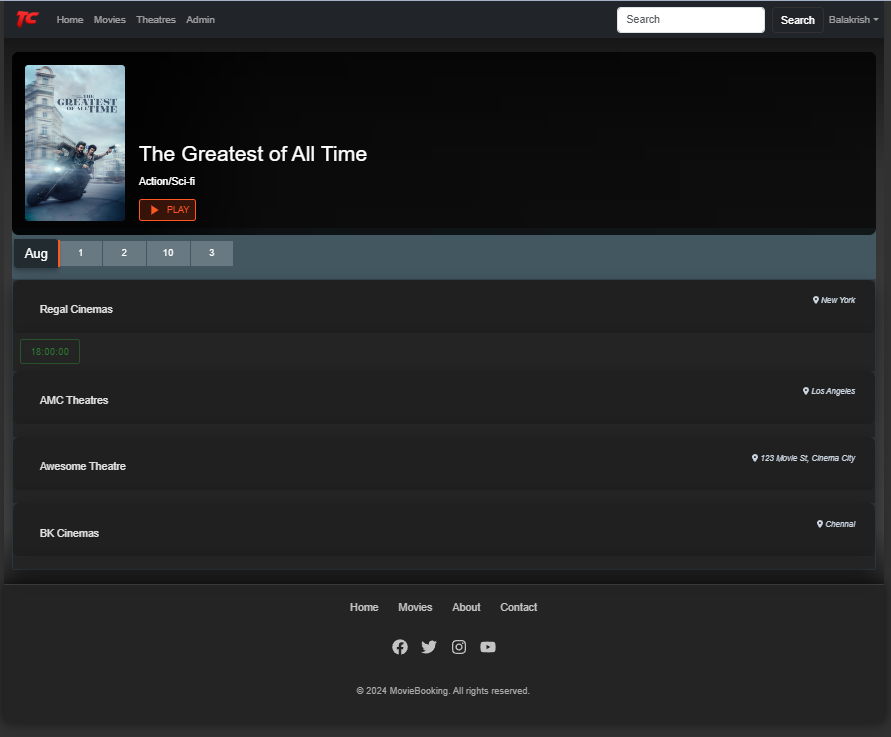 TC Home Movies Theatres Admin Search Search Balakrish
THE
GREATEST
OF ALL TIME
The Greatest of All Time
Action/Sci-fi
PLAY
Aug 1 2 10 3
Regal Cinemas New York
18:00:00
AMC Theatres Los Angeles
Awesome Theatre 123 Movie St, Cinema City
BK Cinemas Chennai
Home Movies About Contact
© 2024 MovieBooking. All rights reserved.